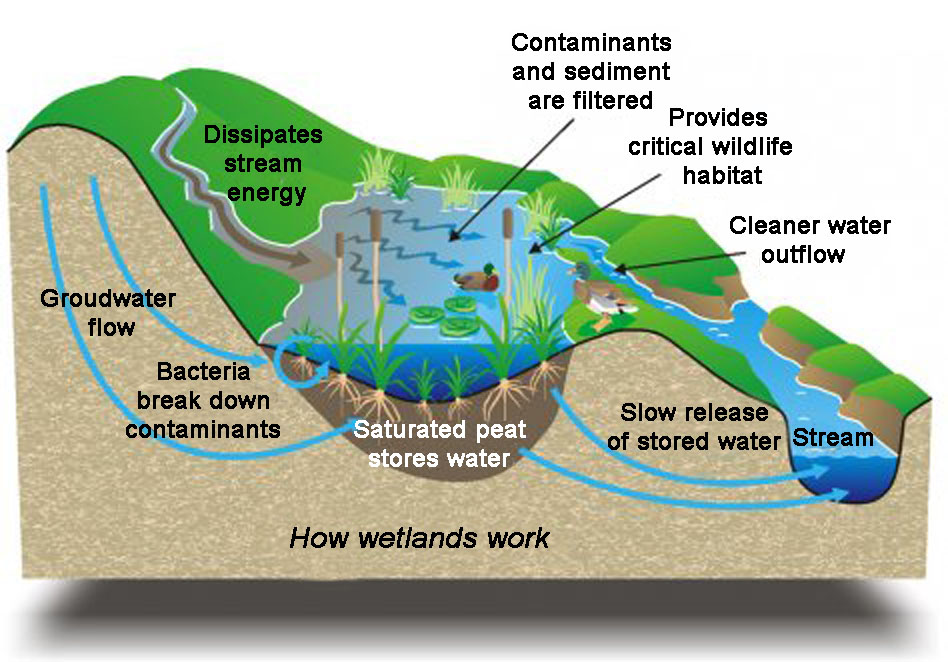 Contaminants
and sediment
are filtered
Provides
critical wildlife
habitat
Dissipates
stream
energy
Cleaner water
outflow
Groudwater
flow
Bacteria
break down
contaminants
Saturated peat
stores water
Slow release
of stored water
Stream
How wetlands work